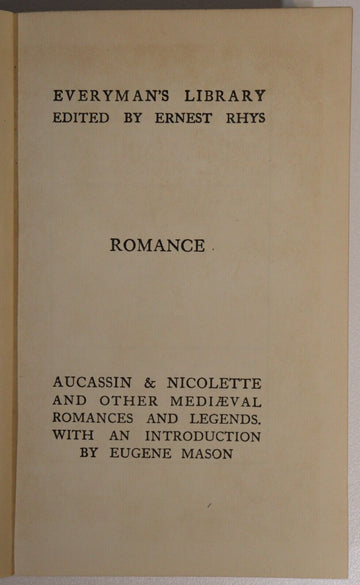 EVERYMAN'S LIBRARY
EDITED BY ERNEST RHYS
ROMANCE
AUCASSIN & NICOLETTE
AND OTHER MEDIÆVAL
ROMANCES AND LEGENDS.
WITH AN INTRODUCTION
BY EUGENE MASON